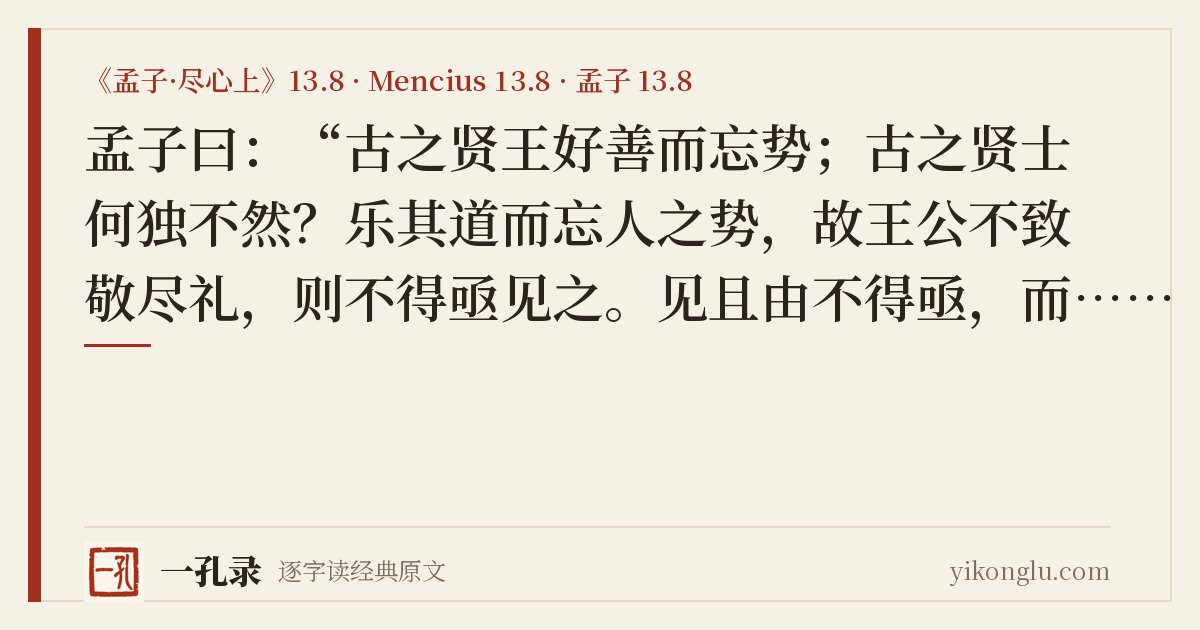 《孟子·尽心上》13.8 · Mencius 13.8 · 孟子 13.8
孟子曰：“古之贤王好善而忘势；古之贤士
何独不然？乐其道而忘人之势，故王公不致
敬尽礼，则不得亟见之。见且由不得亟，而……
一孔
一孔录 逐字读经典原文
yikonglu.com